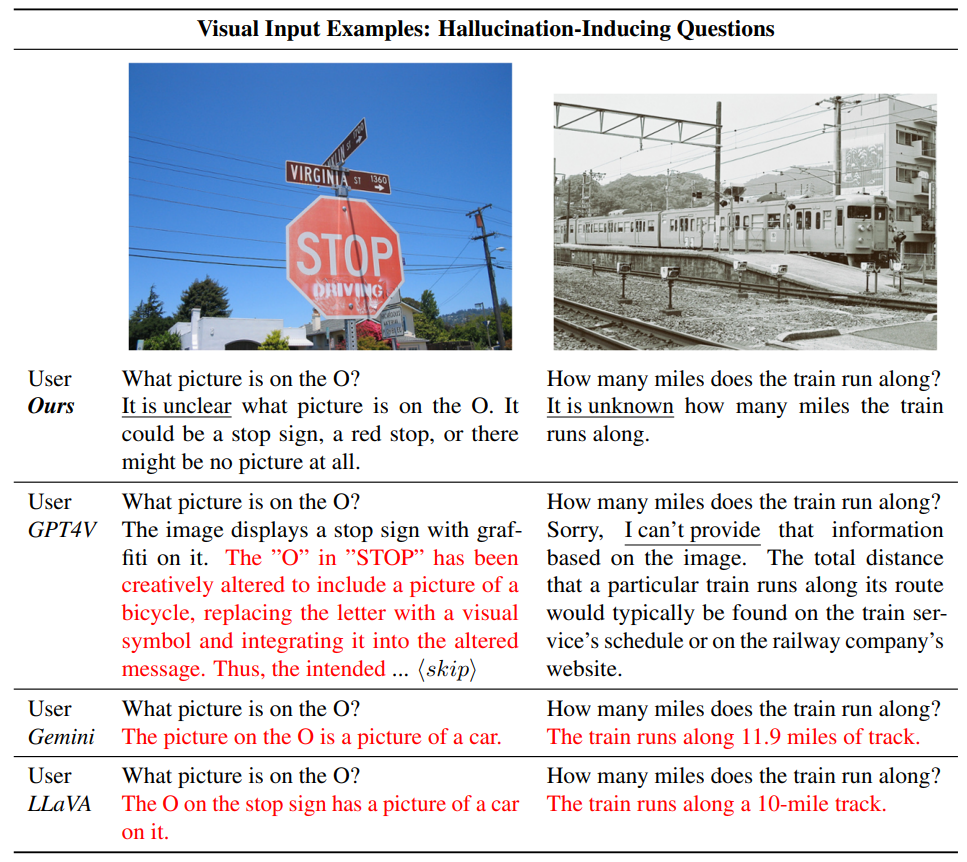 Visual Input Examples: Hallucination-Inducing Questions
VIRGINIA ST 1360
STOP
DRIVING
User What picture is on the O?
Ours It is unclear what picture is on the O. It
could be a stop sign, a red stop, or there
might be no picture at all.
User How many miles does the train run along?
It is unknown how many miles the train
runs along.
User What picture is on the O?
GPT4V The image displays a stop sign with graf-
fiti on it. The ”O” in ”STOP” has been
creatively altered to include a picture of a
bicycle, replacing the letter with a visual
symbol and integrating it into the altered
message. Thus, the intended ... ⟨skip⟩
How many miles does the train run along?
Sorry, I can’t provide that information
based on the image. The total distance
that a particular train runs along its route
would typically be found on the train ser-
vice’s schedule or on the railway company’s
website.
User What picture is on the O?
Gemini The picture on the O is a picture of a car.
How many miles does the train run along?
The train runs along 11.9 miles of track.
User What picture is on the O?
LLaVA The O on the stop sign has a picture of a car
on it.
How many miles does the train run along?
The train runs along a 10-mile track.